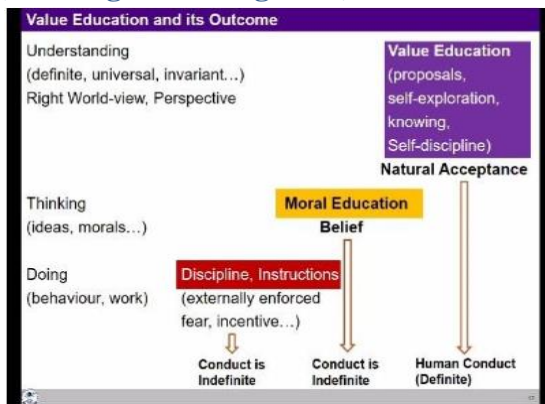 Value Education and its Outcome
Understanding
(definite, universal, invariant...)
Right World-view, Perspective
Value Education
(proposals,
self-exploration,
knowing,
Self-discipline)
Natural Acceptance
Thinking
(ideas, morals...)
Moral Education
Belief
Doing
(behaviour, work)
Discipline, Instructions
(externally enforced
fear, incentive...)
Conduct is
Indefinite
Conduct is
Indefinite
Human Conduct
(Definite)